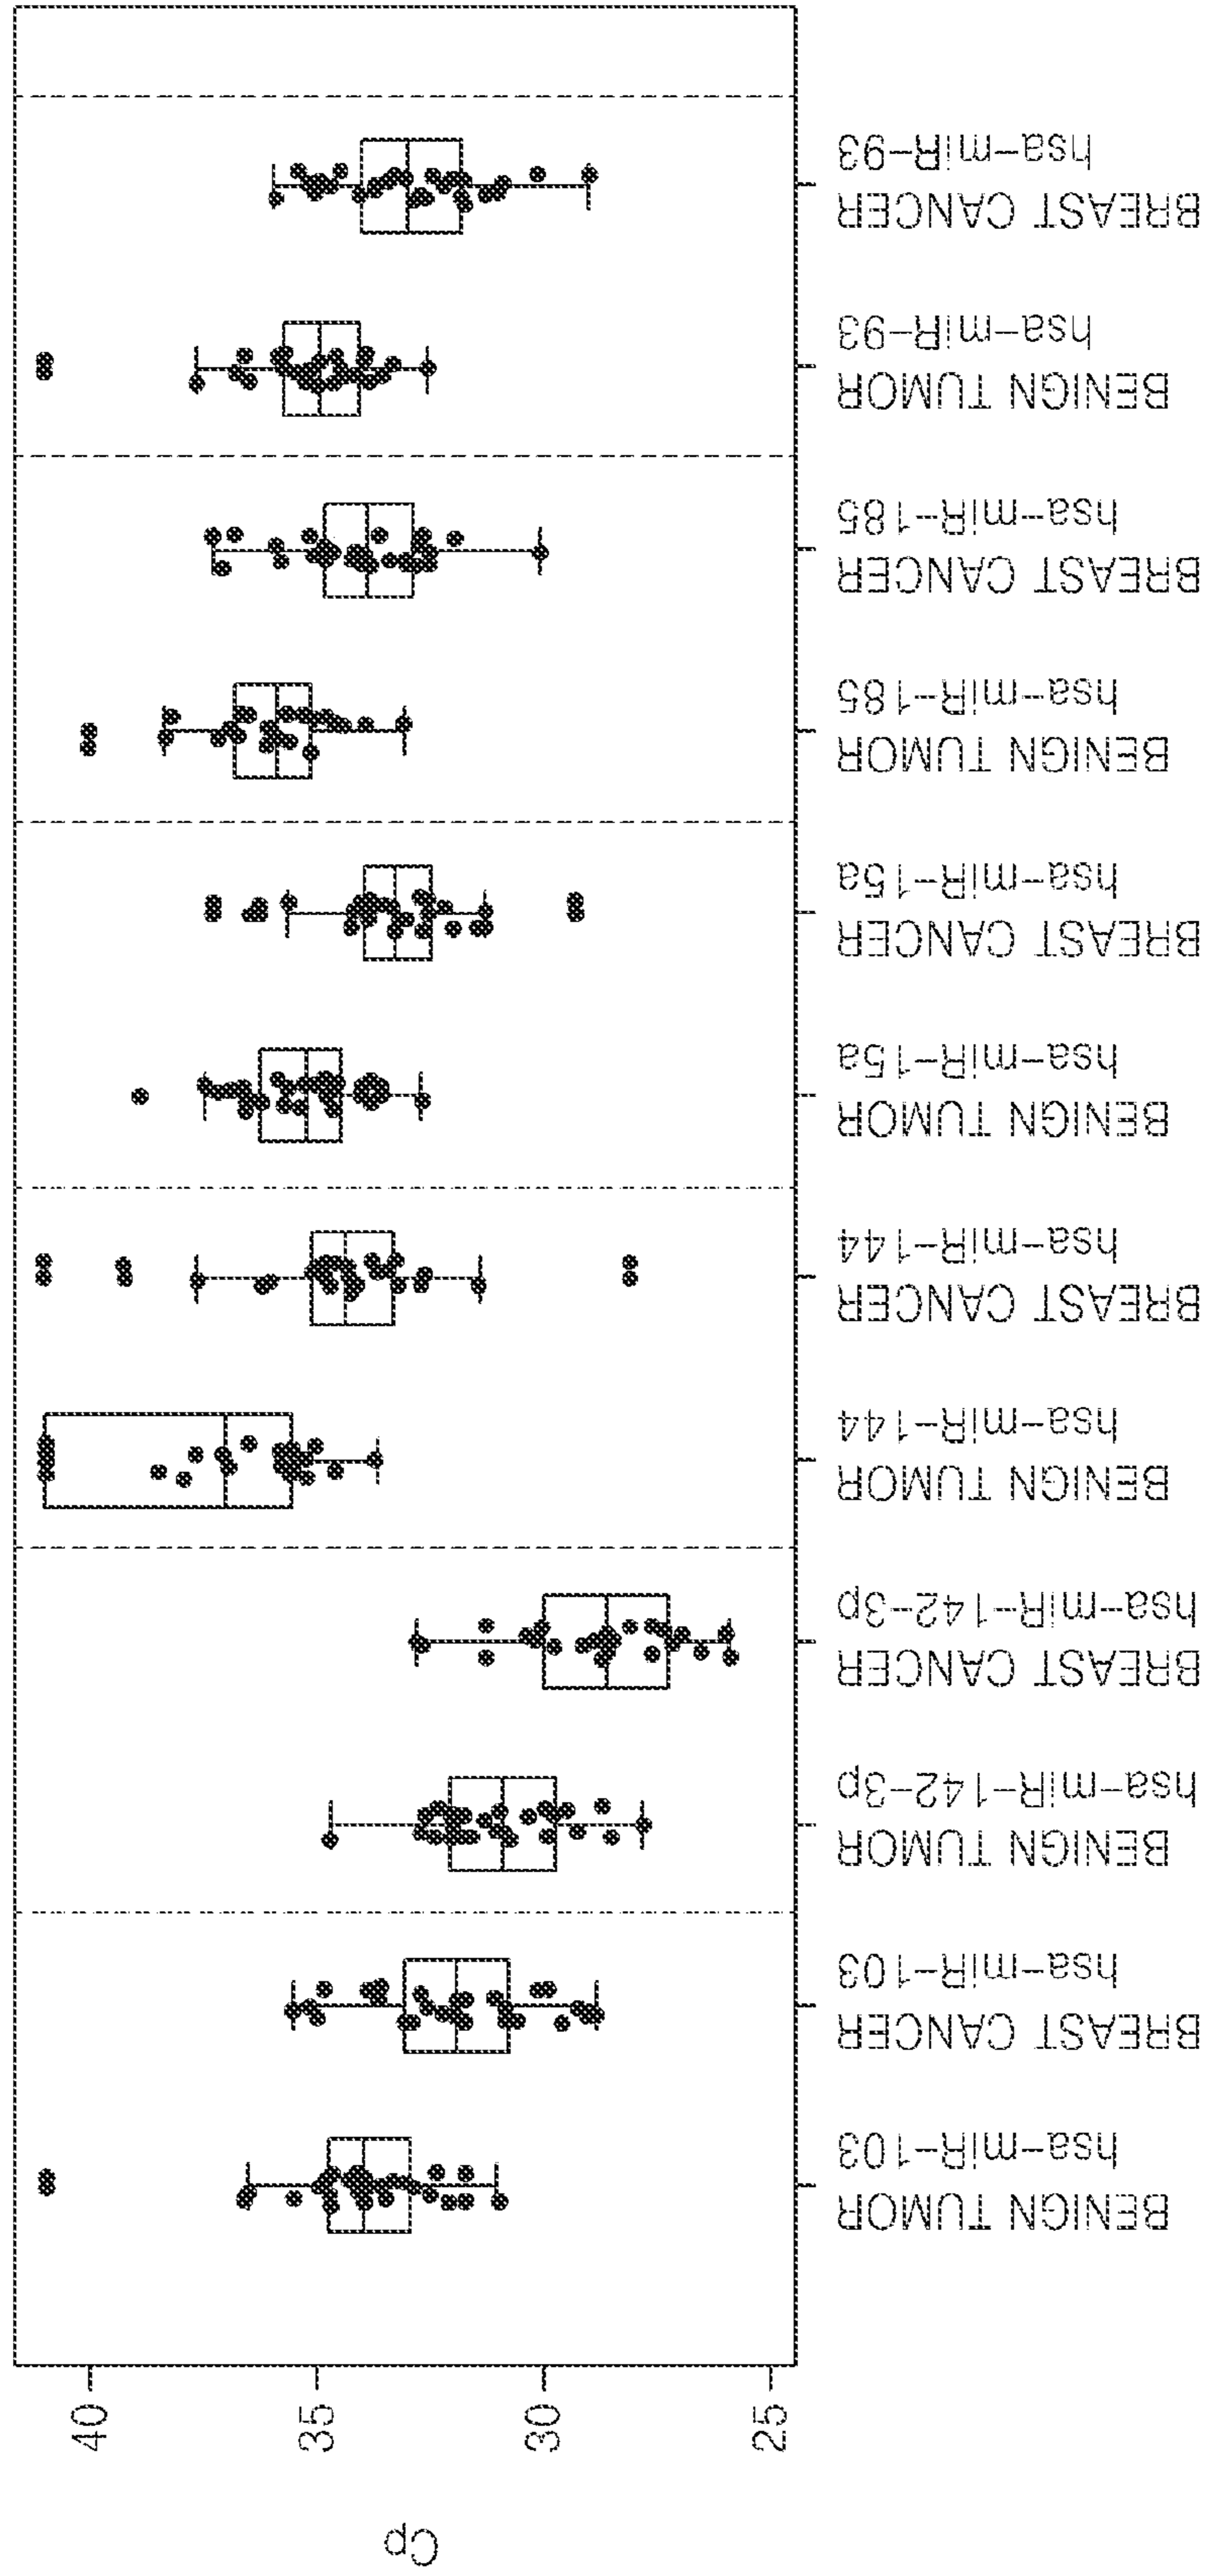 hsa-miR-93
BREAST CANCER
hsa-miR-93
BENIGN TUMOR
hsa-miR-185
BREAST CANCER
hsa-miR-185
BENIGN TUMOR
hsa-miR-15a
BREAST CANCER
hsa-miR-15a
BENIGN TUMOR
hsa-miR-144
BREAST CANCER
hsa-miR-144
BENIGN TUMOR
hsa-miR-142-3p
BREAST CANCER
hsa-miR-142-3p
BENIGN TUMOR
hsa-miR-103
BREAST CANCER
hsa-miR-103
BENIGN TUMOR
40
35
30
25
Cp